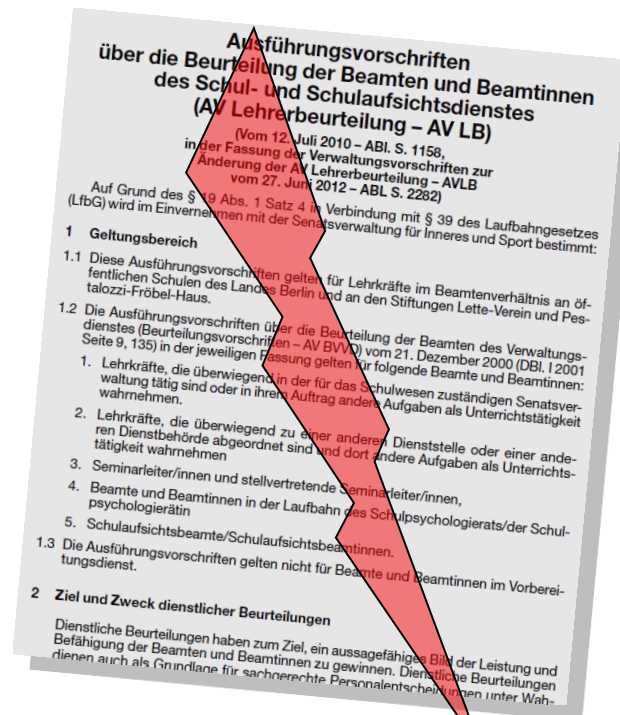 Ausführungsvorschriften
über die Beurteilung der Beamten und Beamtinnen
des Schul- und Schulaufsichtsdienstes
(AV Lehrerbeurteilung – AV LB)
(Vom 12. Juli 2010 – ABl. S. 1158,
in der Fassung der Verwaltungsvorschriften zur
Änderung der AV Lehrerbeurteilung – AVLB
vom 27. Juni 2012 – ABL S. 2282)
Auf Grund des § 19 Abs. 1 Satz 4 in Verbindung mit § 39 des Laufbahngesetzes
(LfbG) wird im Einvernehmen mit der Senatsverwaltung für Inneres und Sport bestimmt:
1 Geltungsbereich
1.1 Diese Ausführungsvorschriften gelten für Lehrkräfte im Beamtenverhältnis an öf-
fentlichen Schulen des Landes Berlin und an den Stiftungen Lette-Verein und Pes-
talozzi-Fröbel-Haus.
1.2 Die Ausführungsvorschriften über die Beurteilung der Beamten des Verwaltungs-
dienstes (Beurteilungsvorschriften – AV BVVD) vom 21. Dezember 2000 (DBl. I 2001
Seite 9, 135) in der jeweiligen Fassung gelten für folgende Beamte und Beamtinnen:
1. Lehrkräfte, die überwiegend in der für das Schulwesen zuständigen Senatsver-
waltung tätig sind oder in ihrem Auftrag andere Aufgaben als Unterrichtstätigkeit
wahrnehmen.
2. Lehrkräfte, die überwiegend zu einer anderen Dienststelle oder einer ande-
ren Dienstbehörde abgeordnet sind und dort andere Aufgaben als Unterrichts-
tätigkeit wahrnehmen
3. Seminarleiter/innen und stellvertretende Seminarleiter/innen,
4. Beamte und Beamtinnen in der Laufbahn des Schulpsychologierats/der Schul-
psychologierätin
5. Schulaufsichtsbeamte/Schulaufsichtsbeamtinnen.
1.3 Die Ausführungsvorschriften gelten nicht für Beamte und Beamtinnen im Vorberei-
tungsdienst.
2 Ziel und Zweck dienstlicher Beurteilungen
Dienstliche Beurteilungen haben zum Ziel, ein aussagefähiges Bild der Leistung und
Befähigung der Beamten und Beamtinnen zu gewinnen. Dienstliche Beurteilungen
dienen auch als Grundlage für sachgerechte Personalentscheidungen unter Wah-